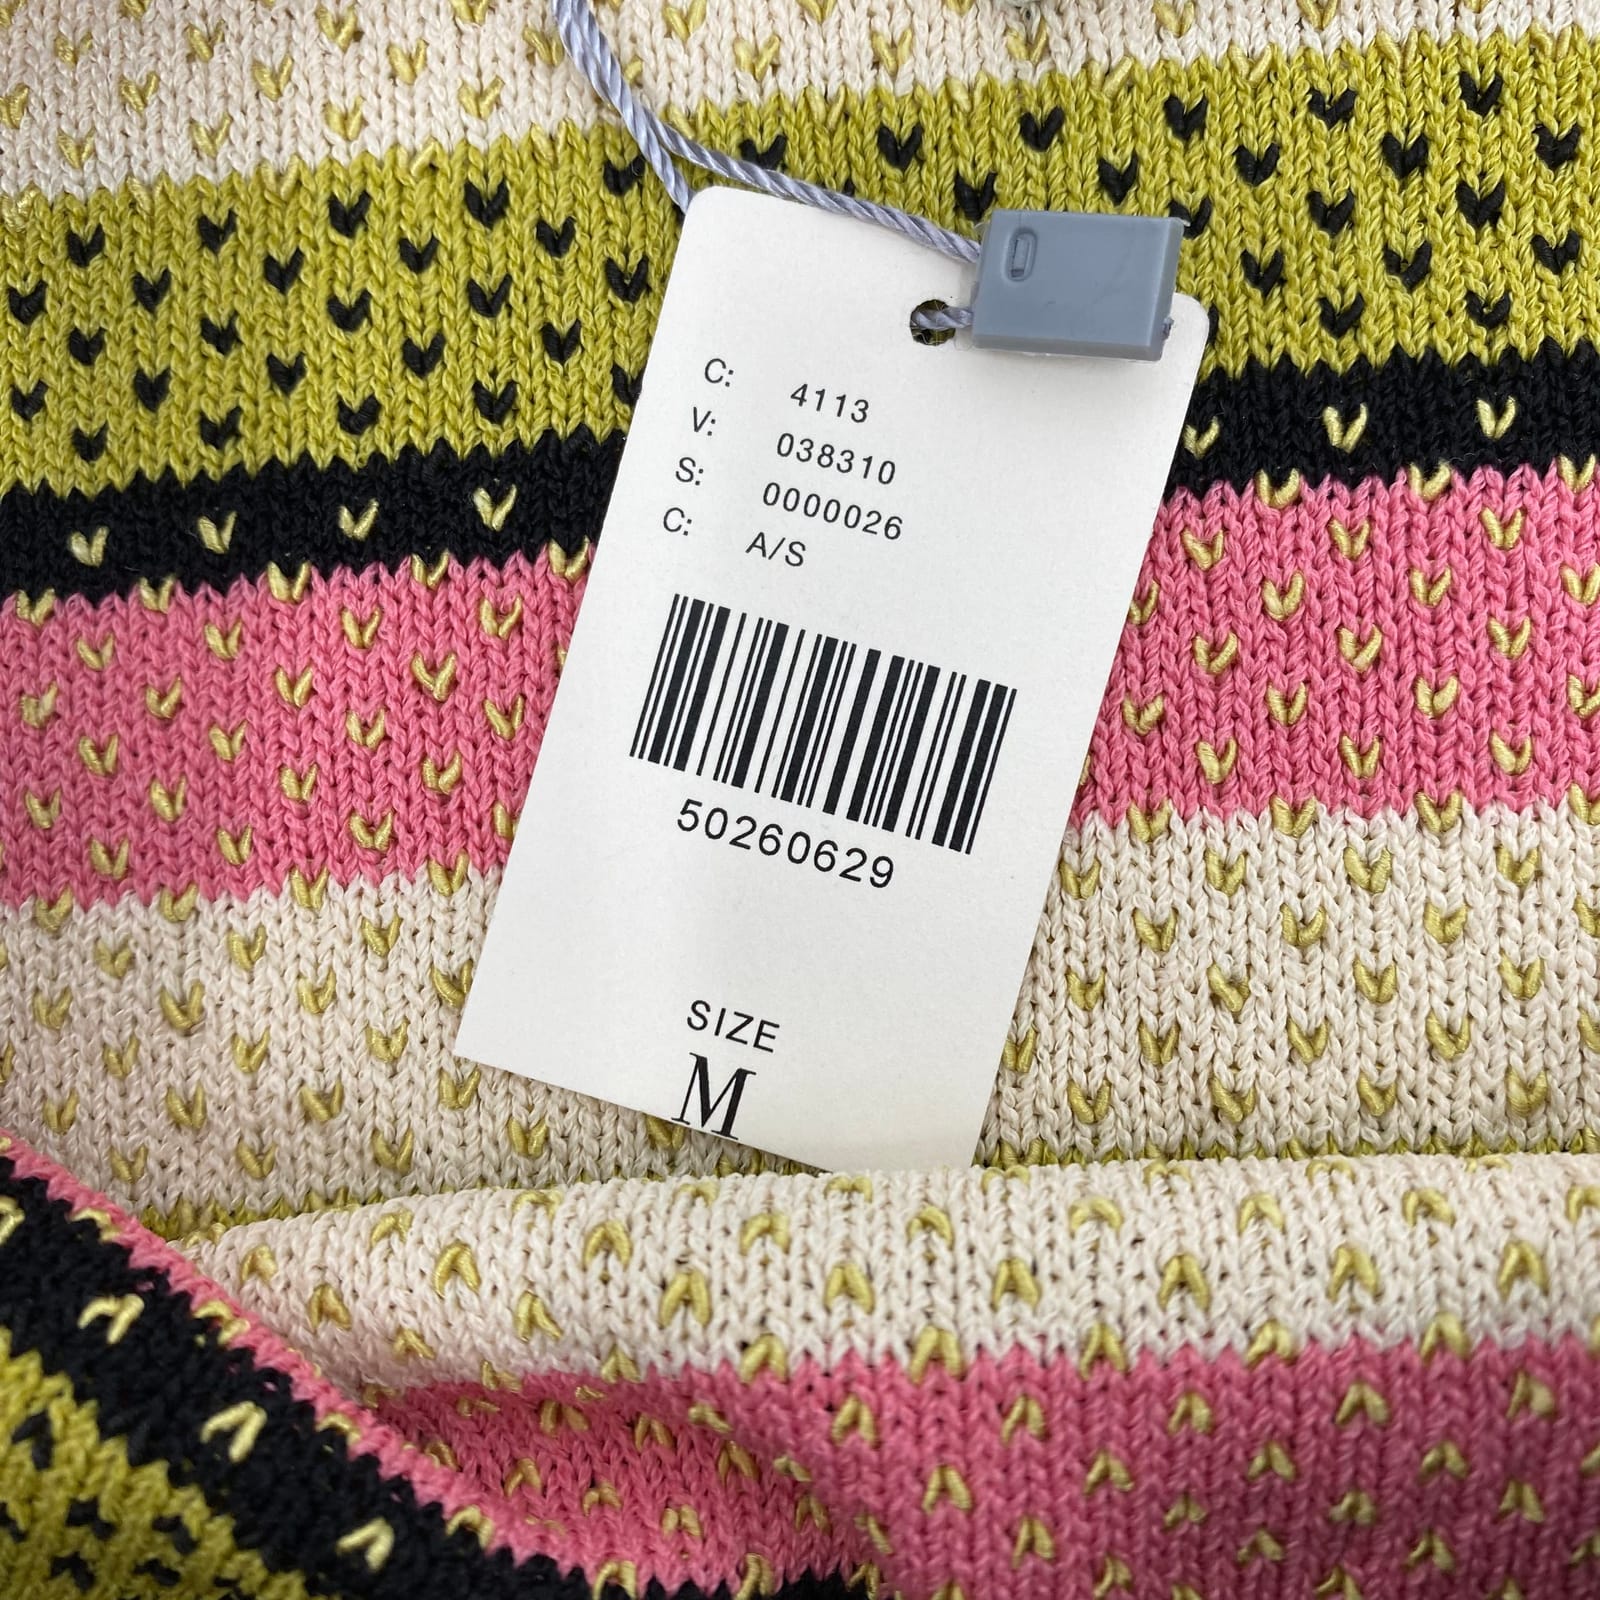 C: 4113
V: 038310
S: 0000026
C: A/S
50260629
SIZE
M